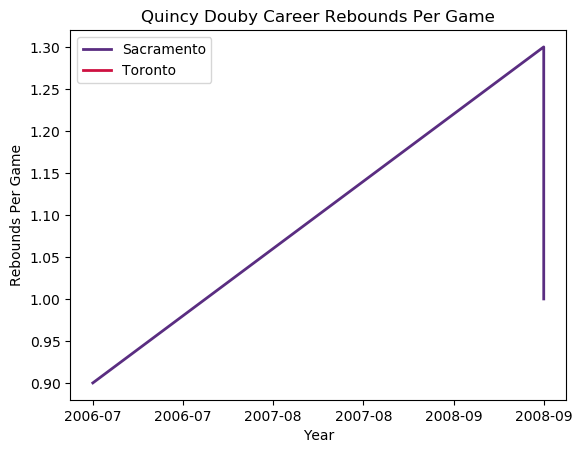 Quincy Douby Career Rebounds Per Game
Sacramento
Toronto
Rebounds Per Game
1.30
1.25
1.20
1.15
1.10
1.05
1.00
0.95
0.90
2006-07 2006-07 2007-08 2007-08 2008-09 2008-09
Year